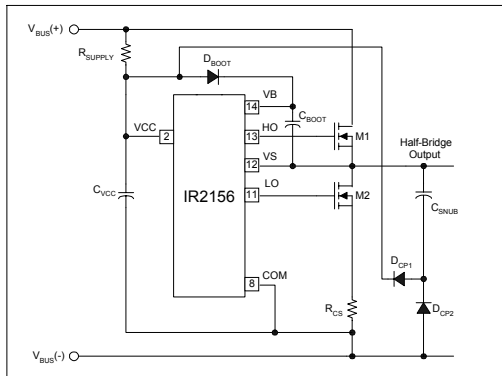 VBUS(+)
RSUPPLY
DBOOT
VB
14
CBOOT
VCC
2
HO
13
M1
VS
12
Half-Bridge
Output
LO
11
M2
IR2156
CVCC
CSNUB
DCP1
COM
8
RCS
DCP2
VBUS(-)